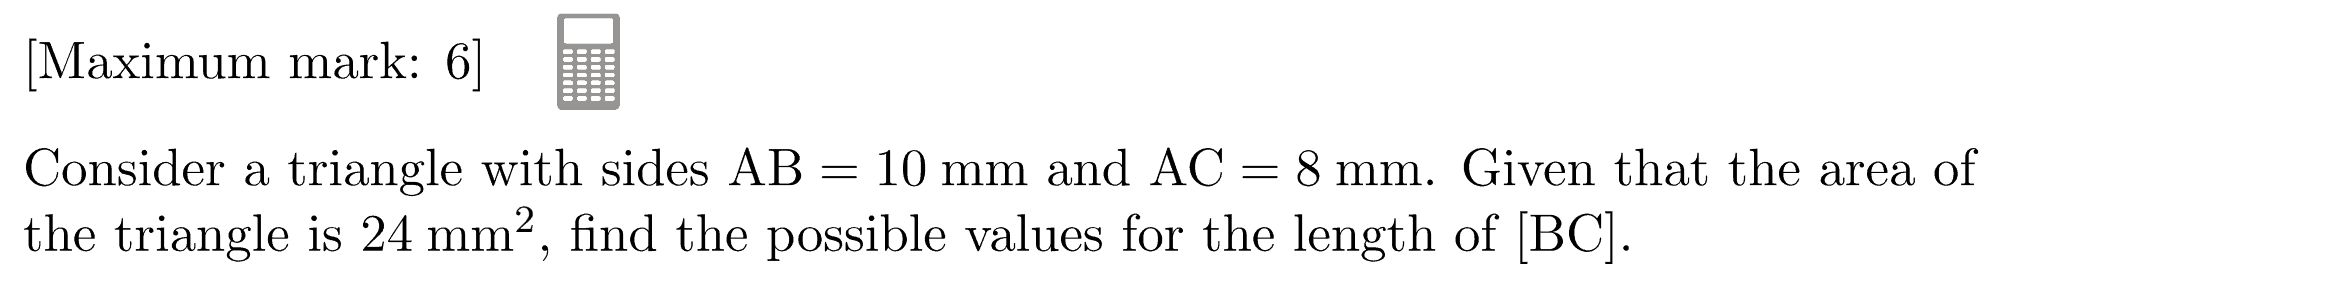 [Maximum mark: 6]
Consider a triangle with sides AB = 10 mm and AC = 8 mm. Given that the area of
the triangle is 24 mm², find the possible values for the length of [BC].